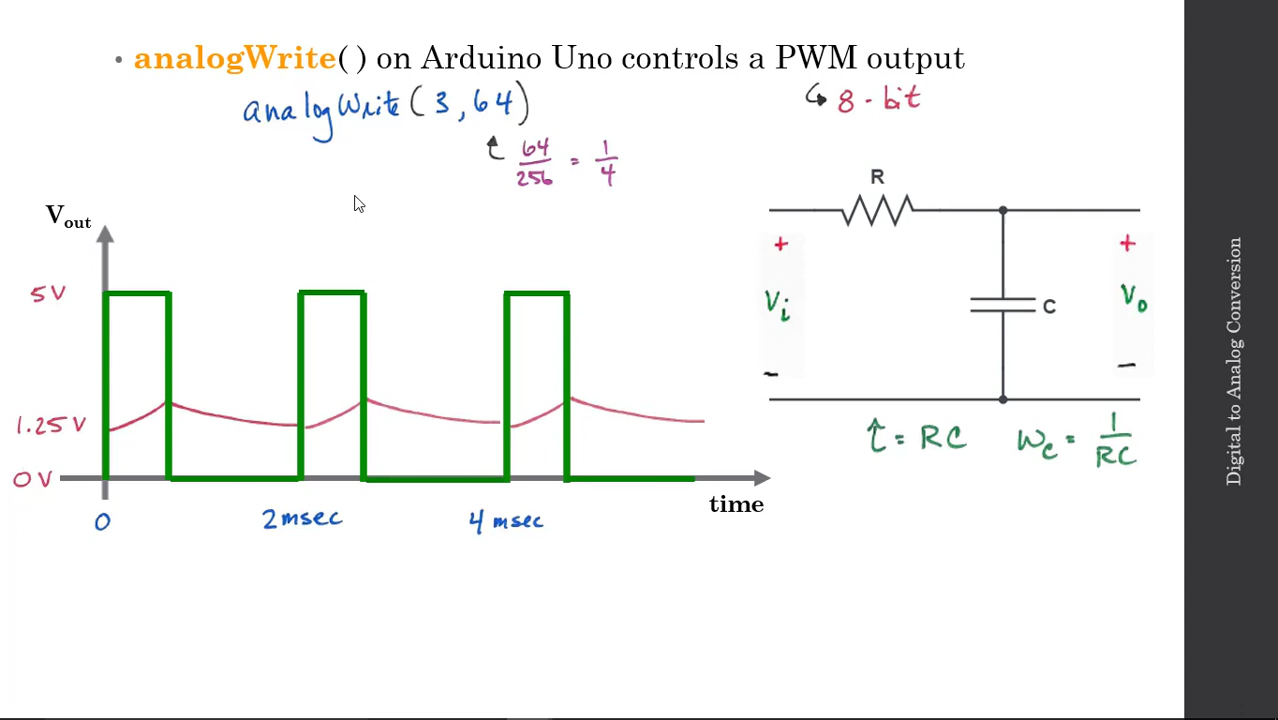 • analogWrite( ) on Arduino Uno controls a PWM output
analogWrite(3,64)
↳ 8-bit
64/256 = 1/4
R
Vout
+
+
5V
Vi
C
Vo
-
-
1.25V
τ = RC
ωc = 1/RC
0V
time
0
2msec
4msec
Digital to Analog Conversion